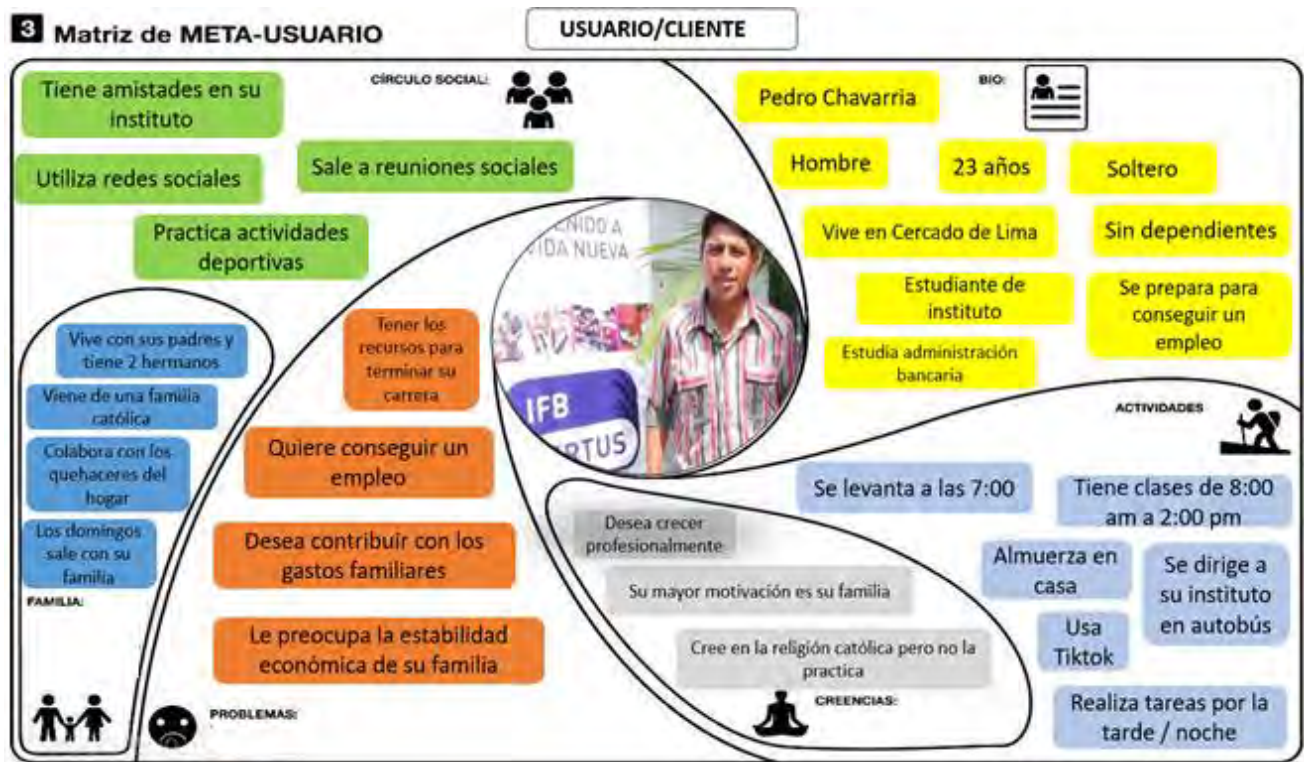 3 Matriz de META-USUARIO
USUARIO/CLIENTE
CÍRCULO SOCIAL:
Tiene amistades en su
instituto
Utiliza redes sociales
Sale a reuniones sociales
Practica actividades
deportivas
BIO:
Pedro Chavarria
Hombre
23 años
Soltero
Vive en Cercado de Lima
Sin dependientes
Estudiante de
instituto
Se prepara para
conseguir un
empleo
Estudia administración
bancaria
ENIDO A
VIDA NUEVA
IFB
RTUS
Vive con sus padres y
tiene 2 hermanos
Viene de una familia
católica
Colabora con los
quehaceres del
hogar
Los domingos
sale con su
familia
FAMILIA:
Tener los
recursos para
terminar su
carrera
Quiere conseguir un
empleo
Desea contribuir con los
gastos familiares
Le preocupa la estabilidad
económica de su familia
PROBLEMAS:
Desea crecer
profesionalmente
Su mayor motivación es su familia
Cree en la religión católica pero no la
practica
CREENCIAS:
ACTIVIDADES
Se levanta a las 7:00
Tiene clases de 8:00
am a 2:00 pm
Almuerza en
casa
Se dirige a
su instituto
en autobús
Usa
Tiktok
Realiza tareas por la
tarde / noche